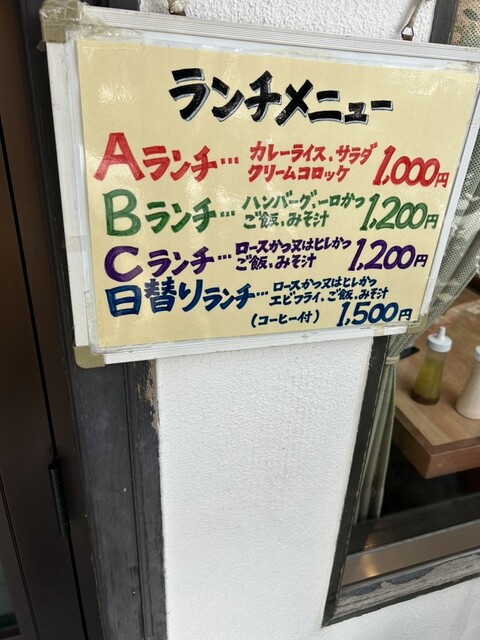 ランチメニュー
Aランチ… カレーライス、サラダ 1,000円
クリームコロッケ
Bランチ… ハンバーグ、一口かつ 1,200円
ご飯、みそ汁
Cランチ… ロースかつ又はヒレかつ 1,200円
ご飯、みそ汁
日替りランチ… ロースかつ又はヒレかつ
エビフライ、ご飯、みそ汁
(コーヒー付) 1,500円